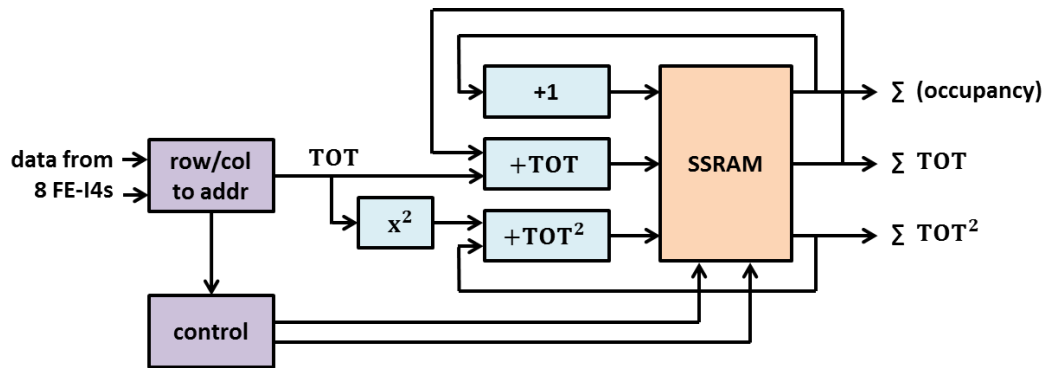 +1
∑ (occupancy)
data from
8 FE-I4s
row/col
to addr
TOT
+TOT
SSRAM
∑ TOT
x²
+TOT²
∑ TOT²
control